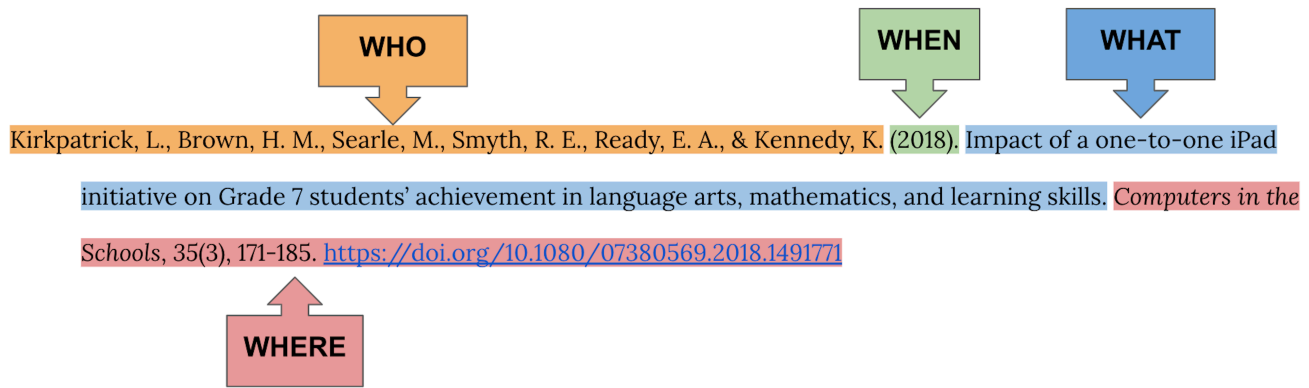 WHO
WHEN
WHAT
Kirkpatrick, L., Brown, H. M., Searle, M., Smyth, R. E., Ready, E. A., & Kennedy, K. (2018). Impact of a one-to-one iPad
initiative on Grade 7 students’ achievement in language arts, mathematics, and learning skills. Computers in the
Schools, 35(3), 171-185. https://doi.org/10.1080/07380569.2018.1491771
WHERE